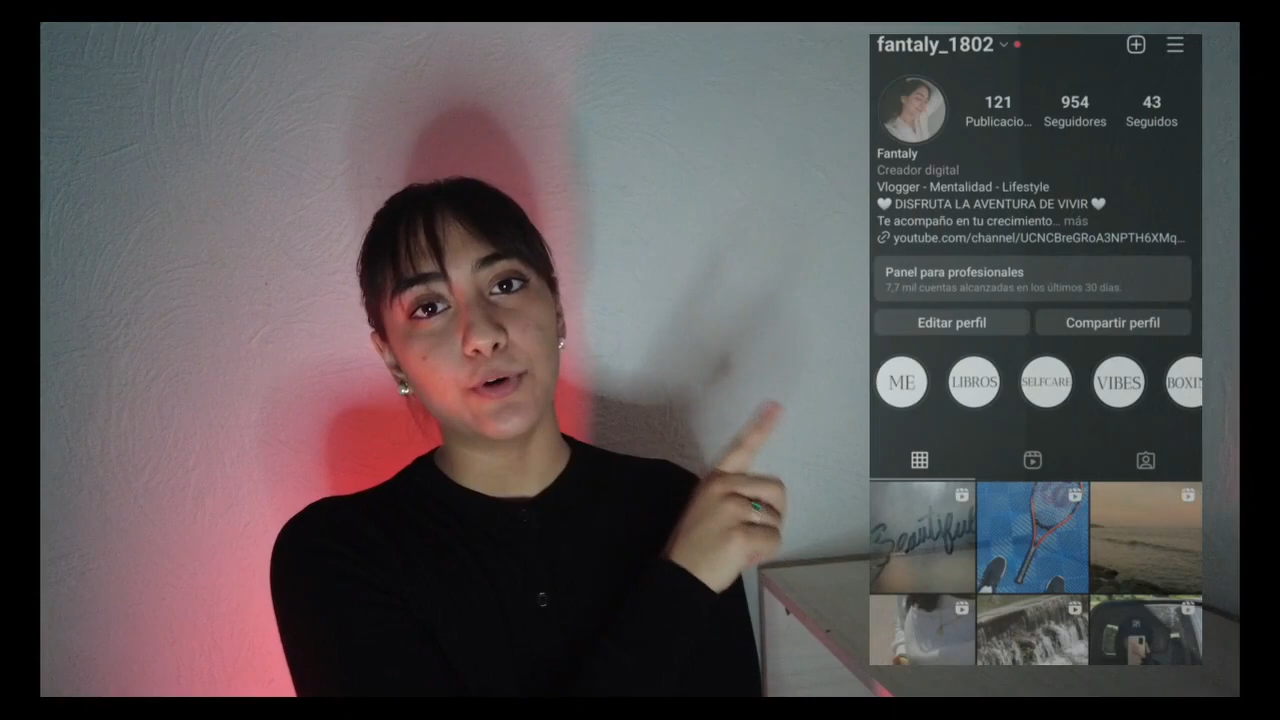 fantaly_1802
121 954 43
Publicacio... Seguidores Seguidos
Fantaly
Creador digital
Vlogger - Mentalidad - Lifestyle
🤍 DISFRUTA LA AVENTURA DE VIVIR 🤍
Te acompaño en tu crecimiento... más
youtube.com/channel/UCNCBreGRoA3NPTH6XMq...
Panel para profesionales
7,7 mil cuentas alcanzadas en los últimos 30 días.
Editar perfil Compartir perfil
ME LIBROS SELFCARE VIBES BOXIN
Beautiful